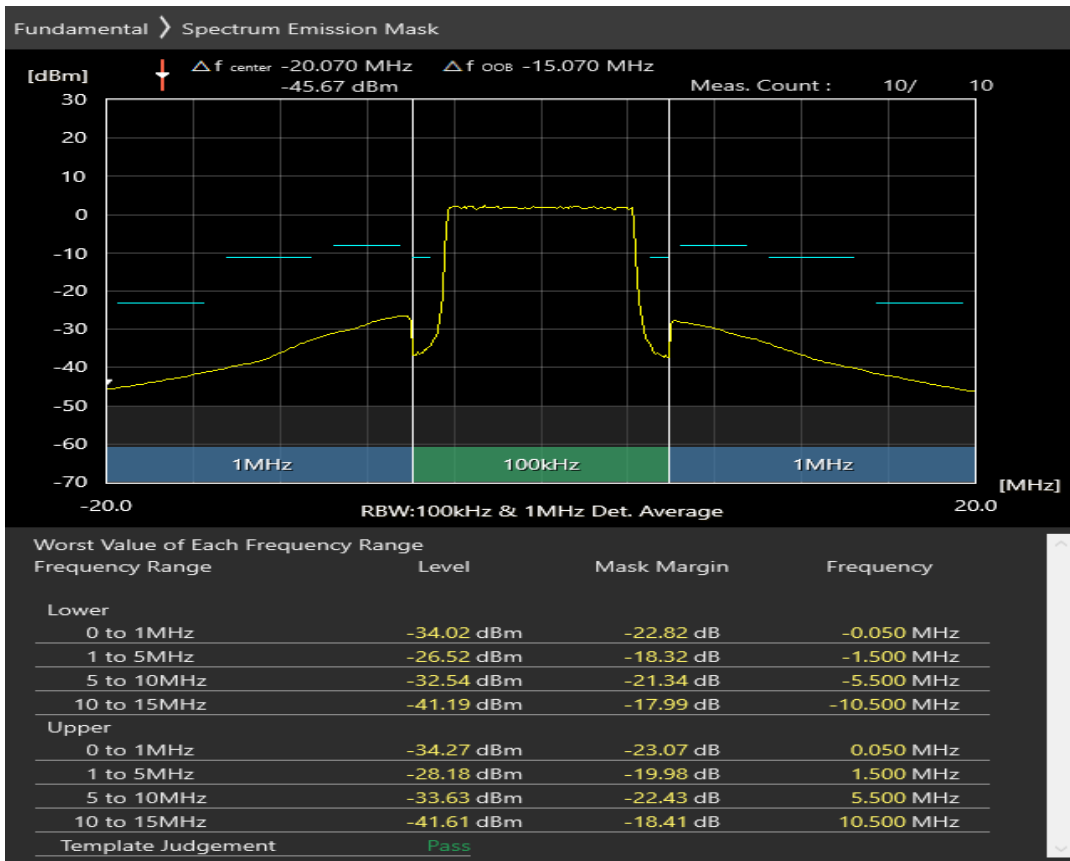 Fundamental ❯ Spectrum Emission Mask
[dBm]
△f center -20.070 MHz △f OOB -15.070 MHz
-45.67 dBm
Meas. Count : 10/ 10
30
20
10
0
-10
-20
-30
-40
-50
-60
-70
1MHz 100kHz 1MHz
[MHz]
-20.0 RBW:100kHz & 1MHz Det. Average 20.0
Worst Value of Each Frequency Range
Frequency Range Level Mask Margin Frequency
Lower
0 to 1MHz -34.02 dBm -22.82 dB -0.050 MHz
1 to 5MHz -26.52 dBm -18.32 dB -1.500 MHz
5 to 10MHz -32.54 dBm -21.34 dB -5.500 MHz
10 to 15MHz -41.19 dBm -17.99 dB -10.500 MHz
Upper
0 to 1MHz -34.27 dBm -23.07 dB 0.050 MHz
1 to 5MHz -28.18 dBm -19.98 dB 1.500 MHz
5 to 10MHz -33.63 dBm -22.43 dB 5.500 MHz
10 to 15MHz -41.61 dBm -18.41 dB 10.500 MHz
Template Judgement Pass